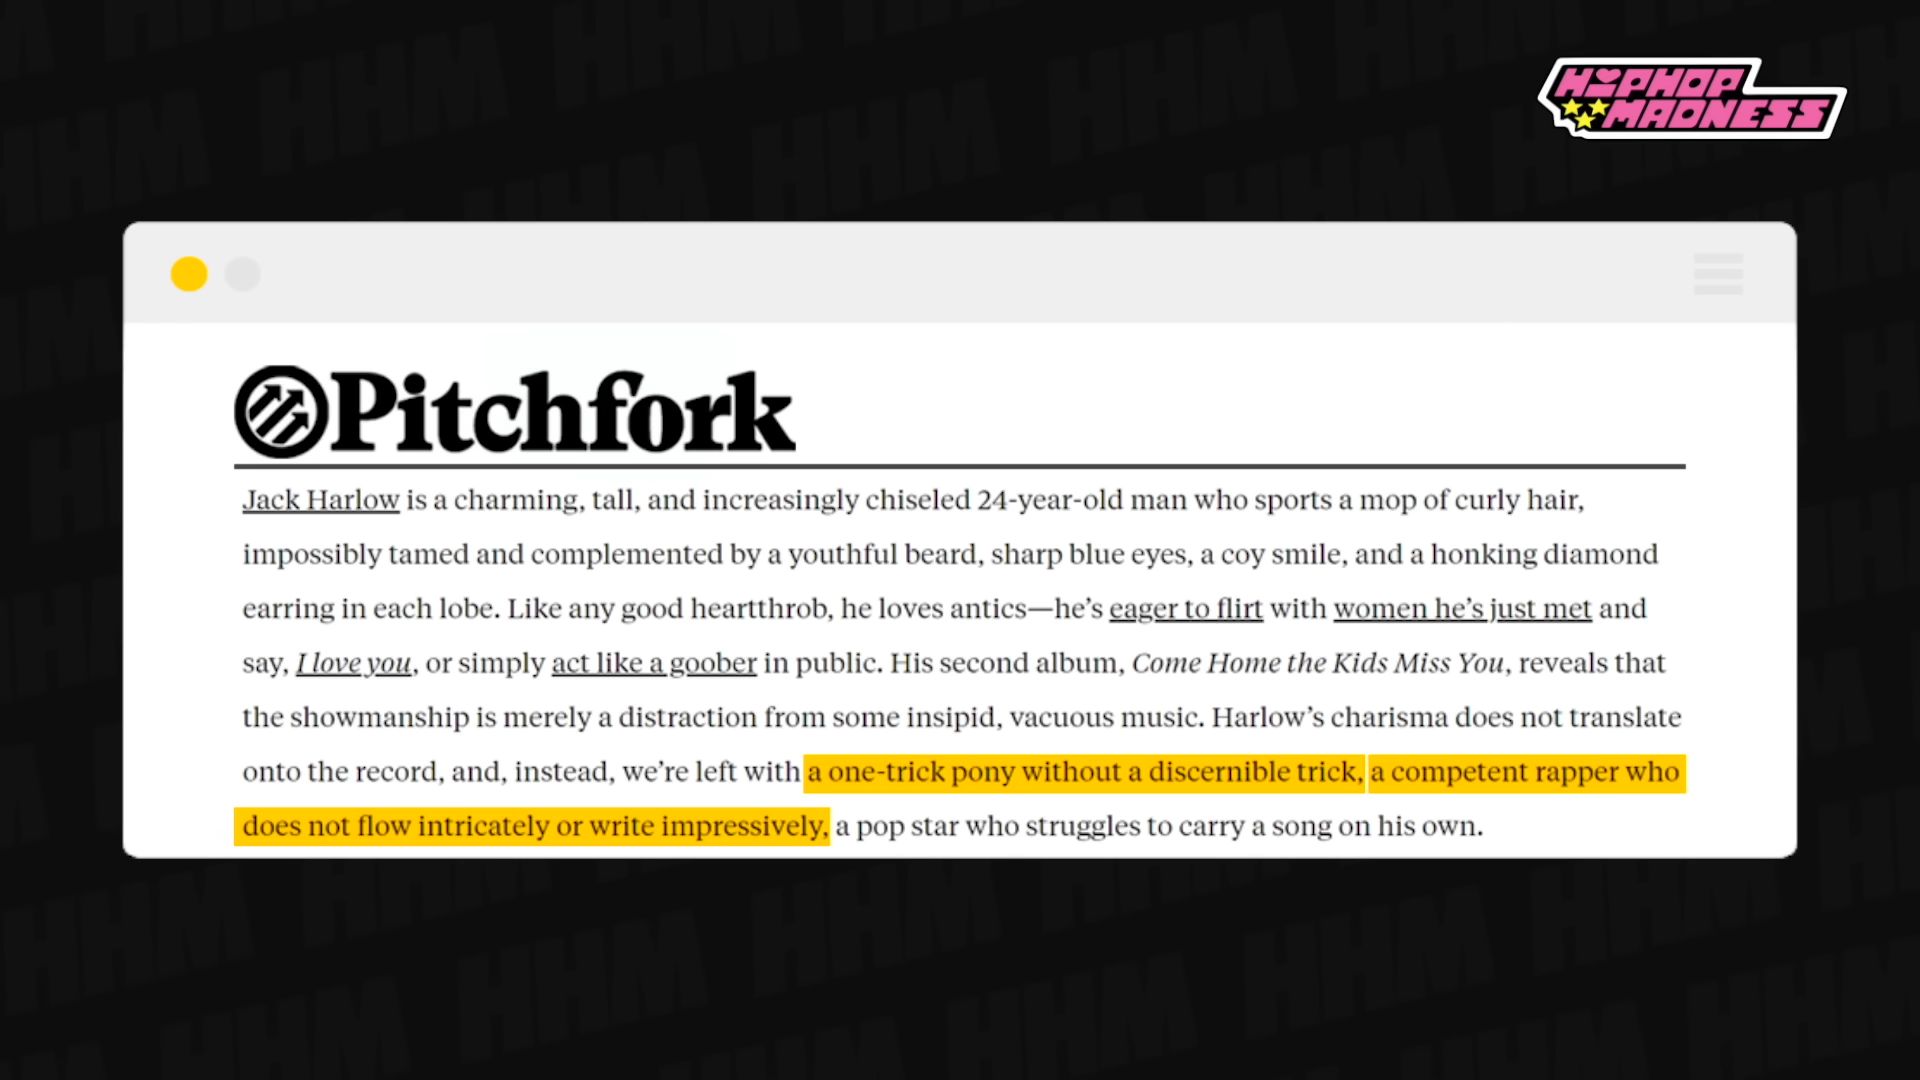 HIPHOP
MADNESS
Pitchfork
Jack Harlow is a charming, tall, and increasingly chiseled 24-year-old man who sports a mop of curly hair,
impossibly tamed and complemented by a youthful beard, sharp blue eyes, a coy smile, and a honking diamond
earring in each lobe. Like any good heartthrob, he loves antics—he’s eager to flirt with women he’s just met and
say, I love you, or simply act like a goober in public. His second album, Come Home the Kids Miss You, reveals that
the showmanship is merely a distraction from some insipid, vacuous music. Harlow’s charisma does not translate
onto the record, and, instead, we’re left with a one-trick pony without a discernible trick, a competent rapper who
does not flow intricately or write impressively, a pop star who struggles to carry a song on his own.